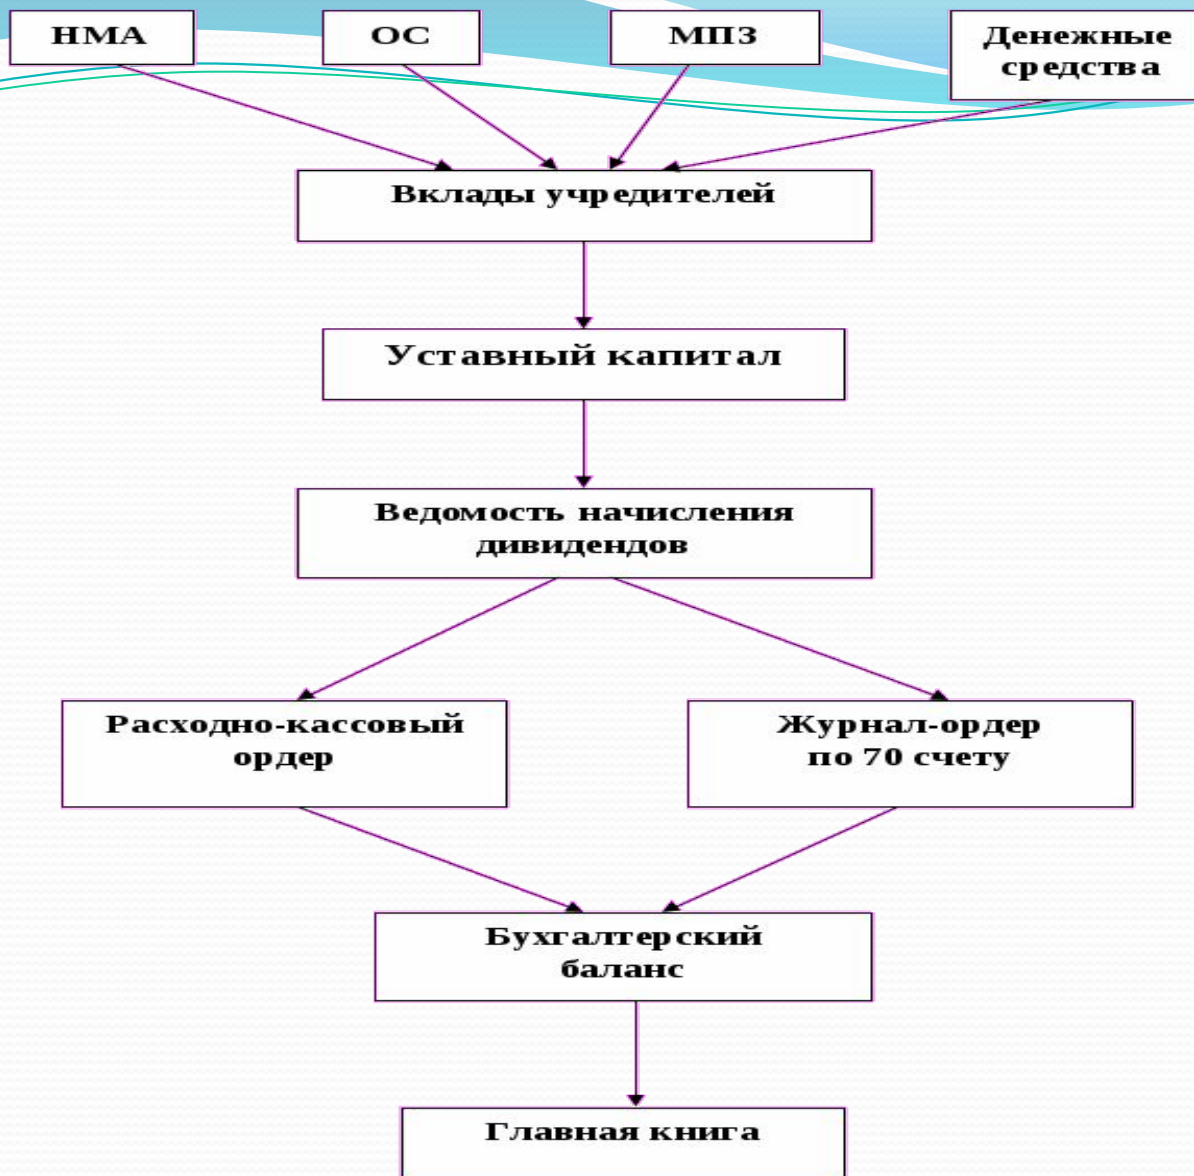 НМА
ОС
МПЗ
Денежные
средства
Вклады учредителей
Уставный капитал
Ведомость начисления
дивидендов
Расходно-кассовый
ордер
Журнал-ордер
по 70 счету
Бухгалтерский
баланс
Главная книга